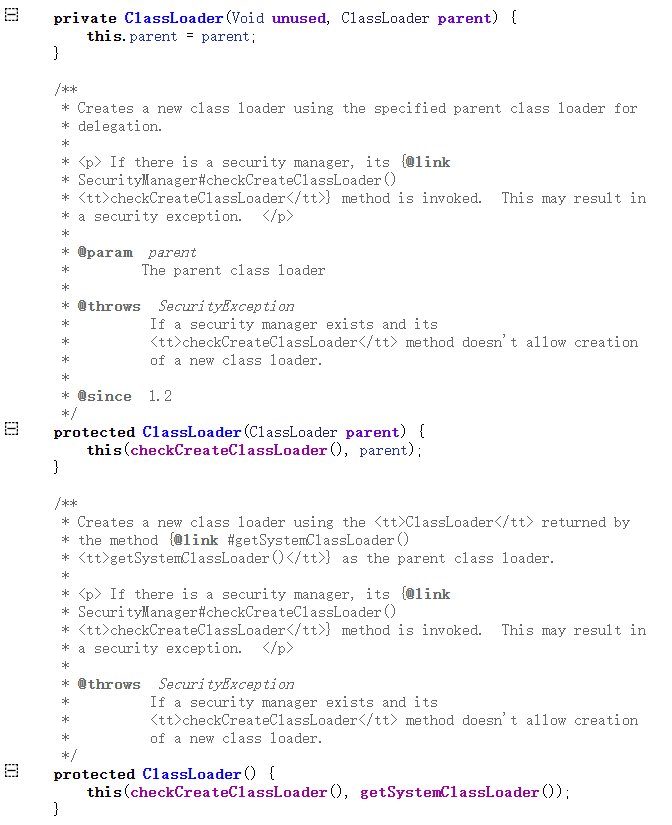 private ClassLoader(Void unused, ClassLoader parent) {
    this.parent = parent;
}
/**
 * Creates a new class loader using the specified parent class loader for
 * delegation.
 *
 * <p> If there is a security manager, its {@link
 * SecurityManager#checkCreateClassLoader()
 * <tt>checkCreateClassLoader</tt>} method is invoked.  This may result in
 * a security exception.  </p>
 *
 * @param  parent
 *         The parent class loader
 *
 * @throws  SecurityException
 *          If a security manager exists and its
 *          <tt>checkCreateClassLoader</tt> method doesn't allow creation
 *          of a new class loader.
 *
 * @since  1.2
 */
protected ClassLoader(ClassLoader parent) {
    this(checkCreateClassLoader(), parent);
}
/**
 * Creates a new class loader using the <tt>ClassLoader</tt> returned by
 * the method {@link #getSystemClassLoader()
 * <tt>getSystemClassLoader()</tt>} as the parent class loader.
 *
 * <p> If there is a security manager, its {@link
 * SecurityManager#checkCreateClassLoader()
 * <tt>checkCreateClassLoader</tt>} method is invoked.  This may result in
 * a security exception.  </p>
 *
 * @throws  SecurityException
 *          If a security manager exists and its
 *          <tt>checkCreateClassLoader</tt> method doesn't allow creation
 *          of a new class loader.
 */
protected ClassLoader() {
    this(checkCreateClassLoader(), getSystemClassLoader());
}